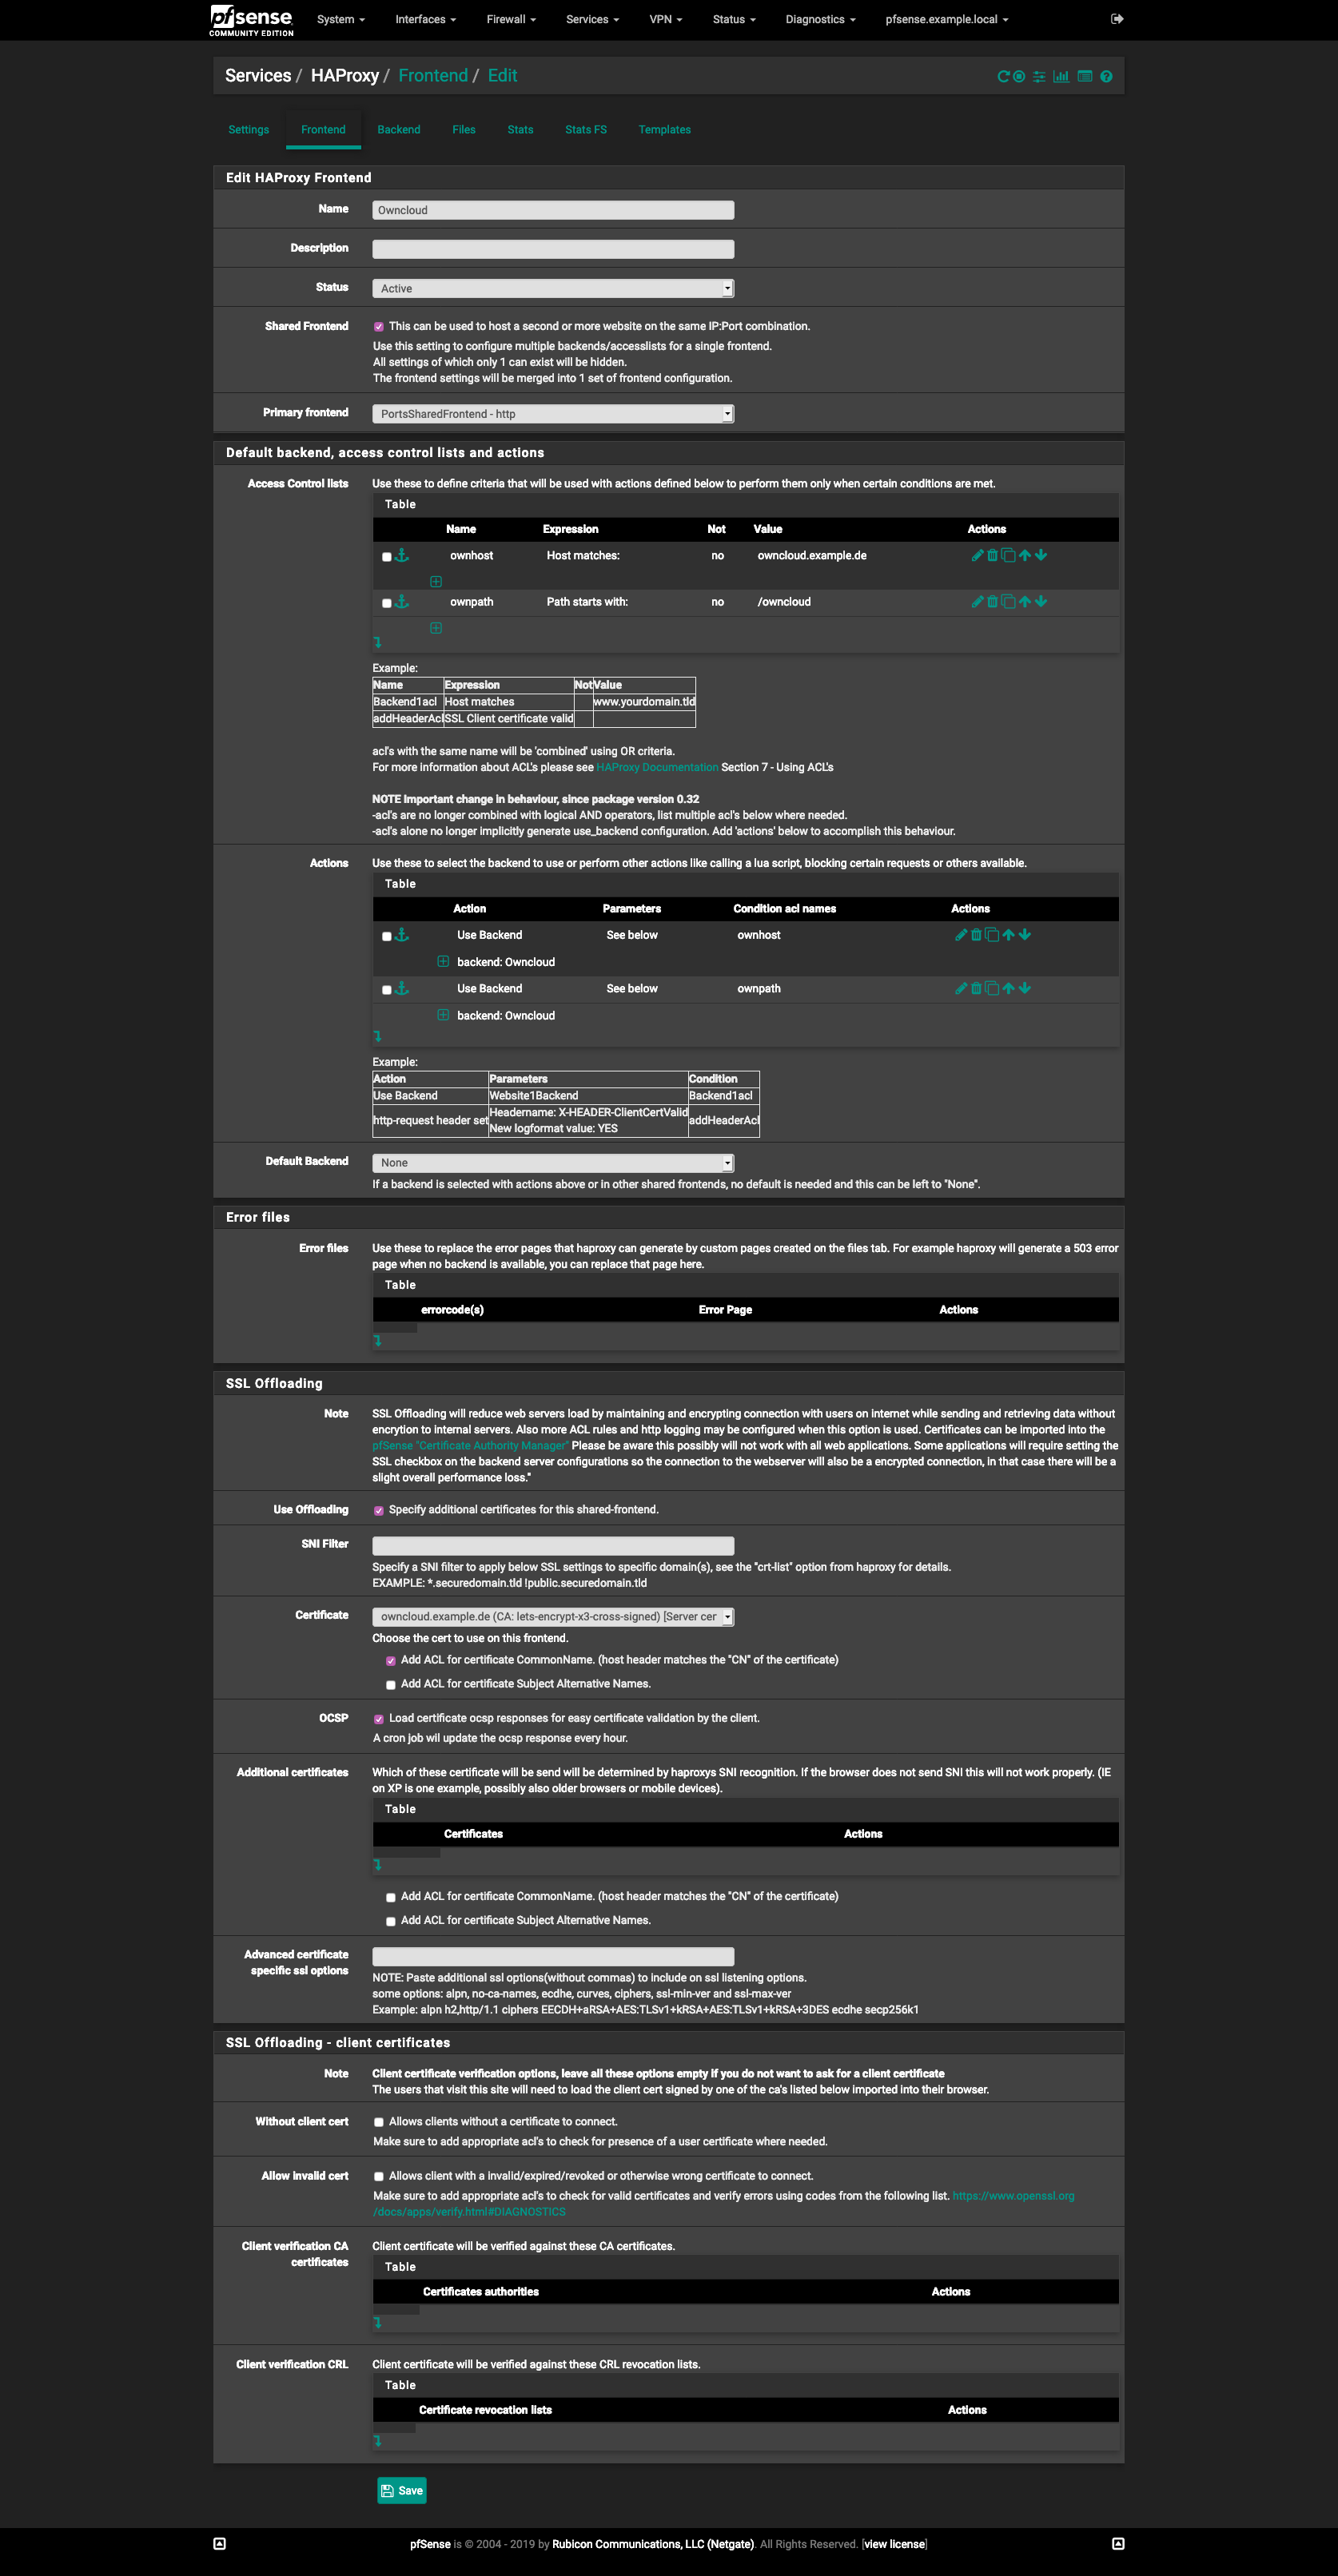 pfsense
COMMUNITY EDITION
System
Interfaces
Firewall
Services
VPN
Status
Diagnostics
pfsense.example.local
Services / HAProxy / Frontend / Edit
Settings
Frontend
Backend
Files
Stats
Stats FS
Templates
Edit HAProxy Frontend
Name
Owncloud
Description
Status
Active
Shared Frontend
This can be used to host a second or more website on the same IP:Port combination.
Use this setting to configure multiple backends/accesslists for a single frontend.
All settings of which only 1 can exist will be hidden.
The frontend settings will be merged into 1 set of frontend configuration.
Primary frontend
PortsSharedFrontend - http
Default backend, access control lists and actions
Access Control lists
Use these to define criteria that will be used with actions defined below to perform them only when certain conditions are met.
Table
Name Expression Not Value Actions
ownhost Host matches: no owncloud.example.de
ownpath Path starts with: no /owncloud
Example:
Name Expression Not Value
Backend1acl Host matches www.yourdomain.tld
addHeaderAcl SSL Client certificate valid
acl's with the same name will be 'combined' using OR criteria.
For more information about ACL's please see HAProxy Documentation Section 7 - Using ACL's
NOTE Important change in behaviour, since package version 0.32
-acl's are no longer combined with logical AND operators, list multiple acl's below where needed.
-acl's alone no longer implicitly generate use_backend configuration. Add 'actions' below to accomplish this behaviour.
Actions
Use these to select the backend to use or perform other actions like calling a lua script, blocking certain requests or others available.
Table
Action Parameters Condition acl names Actions
Use Backend See below ownhost
backend: Owncloud
Use Backend See below ownpath
backend: Owncloud
Example:
Action Parameters Condition
Use Backend Website1Backend Backend1acl
http-request header set Headername: X-HEADER-ClientCertValid addHeaderAcl
New logformat value: YES
Default Backend
None
If a backend is selected with actions above or in other shared frontends, no default is needed and this can be left to "None".
Error files
Error files
Use these to replace the error pages that haproxy can generate by custom pages created on the files tab. For example haproxy will generate a 503 error
page when no backend is available, you can replace that page here.
Table
errorcode(s) Error Page Actions
SSL Offloading
Note
SSL Offloading will reduce web servers load by maintaining and encrypting connection with users on internet while sending and retrieving data without
encrytion to internal servers. Also more ACL rules and http logging may be configured when this option is used. Certificates can be imported into the
pfSense "Certificate Authority Manager" Please be aware this possibly will not work with all web applications. Some applications will require setting the
SSL checkbox on the backend server configurations so the connection to the webserver will also be a encrypted connection, in that case there will be a
slight overall performance loss."
Use Offloading
Specify additional certificates for this shared-frontend.
SNI Filter
Specify a SNI filter to apply below SSL settings to specific domain(s), see the "crt-list" option from haproxy for details.
EXAMPLE: *.securedomain.tld !public.securedomain.tld
Certificate
owncloud.example.de (CA: lets-encrypt-x3-cross-signed) [Server cer
Choose the cert to use on this frontend.
Add ACL for certificate CommonName. (host header matches the "CN" of the certificate)
Add ACL for certificate Subject Alternative Names.
OCSP
Load certificate ocsp responses for easy certificate validation by the client.
A cron job wil update the ocsp response every hour.
Additional certificates
Which of these certificate will be send will be determined by haproxys SNI recognition. If the browser does not send SNI this will not work properly. (IE
on XP is one example, possibly also older browsers or mobile devices).
Table
Certificates Actions
Add ACL for certificate CommonName. (host header matches the "CN" of the certificate)
Add ACL for certificate Subject Alternative Names.
Advanced certificate
specific ssl options
NOTE: Paste additional ssl options(without commas) to include on ssl listening options.
some options: alpn, no-ca-names, ecdhe, curves, ciphers, ssl-min-ver and ssl-max-ver
Example: alpn h2,http/1.1 ciphers EECDH+aRSA+AES:TLSv1+kRSA+AES:TLSv1+kRSA+3DES ecdhe secp256k1
SSL Offloading - client certificates
Note
Client certificate verification options, leave all these options empty if you do not want to ask for a client certificate
The users that visit this site will need to load the client cert signed by one of the ca's listed below imported into their browser.
Without client cert
Allows clients without a certificate to connect.
Make sure to add appropriate acl's to check for presence of a user certificate where needed.
Allow invalid cert
Allows client with a invalid/expired/revoked or otherwise wrong certificate to connect.
Make sure to add appropriate acl's to check for valid certificates and verify errors using codes from the following list. https://www.openssl.org
/docs/apps/verify.html#DIAGNOSTICS
Client verification CA
certificates
Client certificate will be verified against these CA certificates.
Table
Certificates authorities Actions
Client verification CRL
Client certificate will be verified against these CRL revocation lists.
Table
Certificate revocation lists Actions
Save
pfSense is © 2004 - 2019 by Rubicon Communications, LLC (Netgate). All Rights Reserved. [view license]